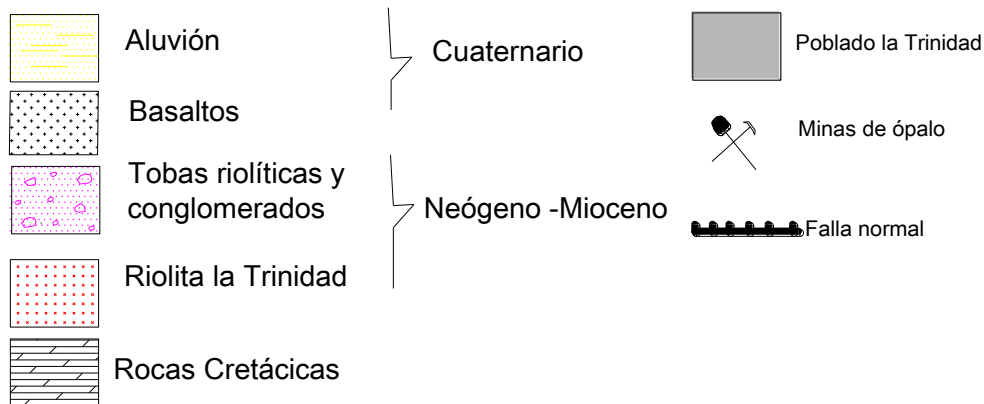 Aluvión
Basaltos
Tobas riolíticas y
conglomerados
Riolita la Trinidad
Rocas Cretácicas
Cuaternario
Neógeno -Mioceno
Poblado la Trinidad
Minas de ópalo
Falla normal